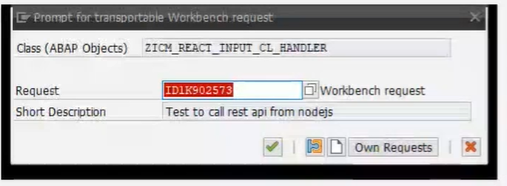 Prompt for transportable Workbench request
Class (ABAP Objects) ZICM_REACT_INPUT_CL_HANDLER
Request ID1K902573 Workbench request
Short Description Test to call rest api from nodejs
Own Requests